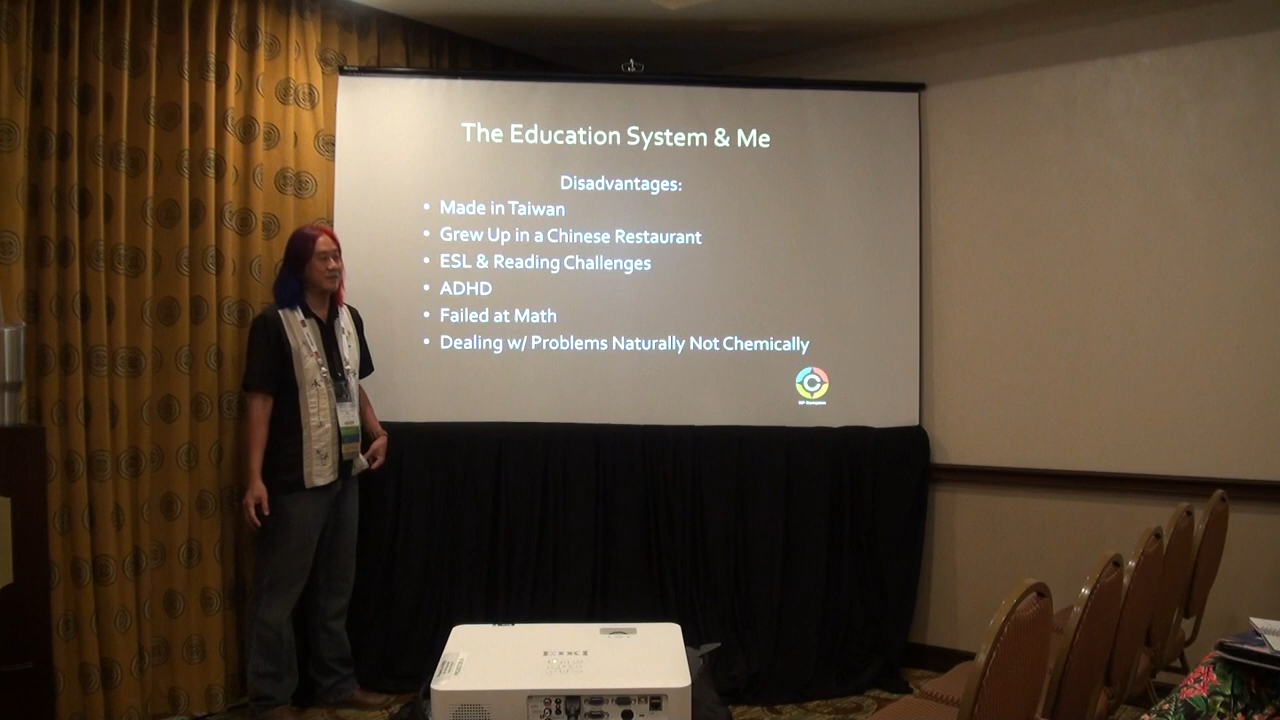 The Education System & Me
Disadvantages:
• Made in Taiwan
• Grew Up in a Chinese Restaurant
• ESL & Reading Challenges
• ADHD
• Failed at Math
• Dealing w/ Problems Naturally Not Chemically